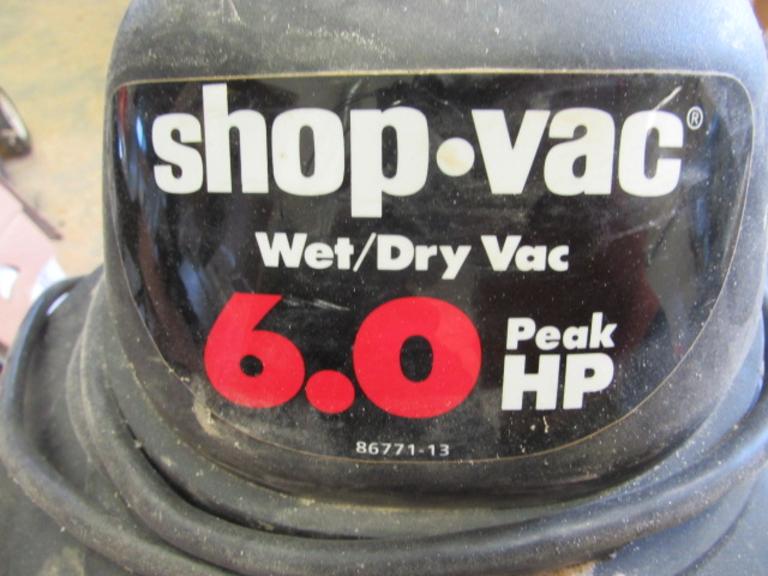 shop·vac®
Wet/Dry Vac
6.0 Peak HP
86771-13